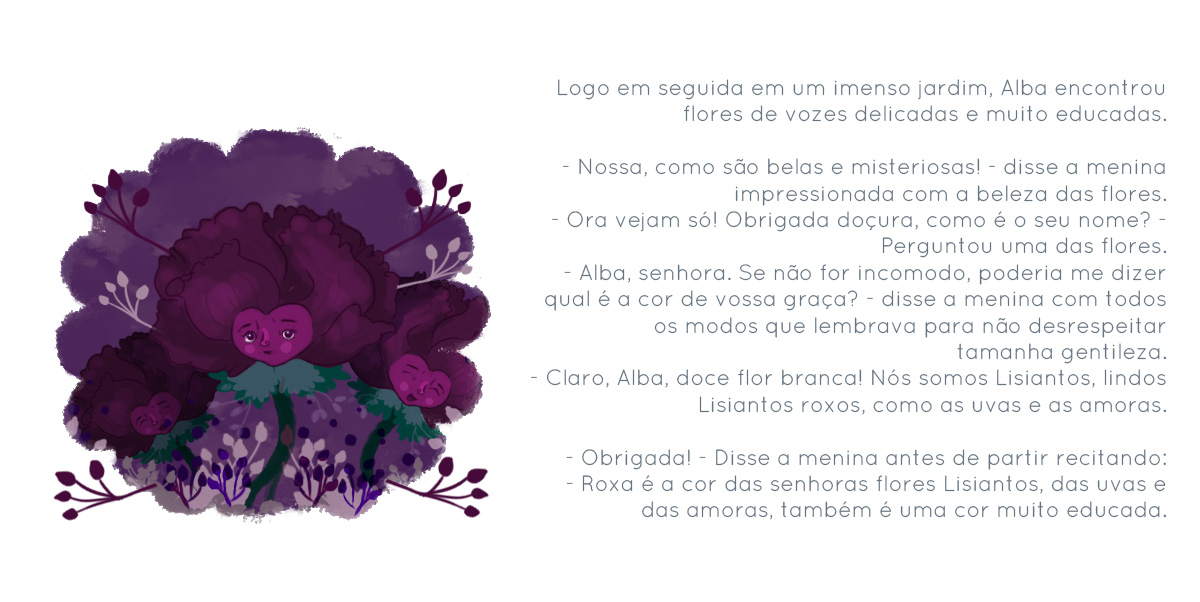 Logo em seguida em um imenso jardim, Alba encontrou
flores de vozes delicadas e muito educadas.
- Nossa, como são belas e misteriosas! - disse a menina
impressionada com a beleza das flores.
- Ora vejam só! Obrigada doçura, como é o seu nome? -
Perguntou uma das flores.
- Alba, senhora. Se não for incomodo, poderia me dizer
qual é a cor de vossa graça? - disse a menina com todos
os modos que lembrava para não desrespeitar
tamanha gentileza.
- Claro, Alba, doce flor branca! Nós somos Lisiantos, lindos
Lisiantos roxos, como as uvas e as amoras.
- Obrigada! - Disse a menina antes de partir recitando:
- Roxa é a cor das senhoras flores Lisiantos, das uvas e
das amoras, também é uma cor muito educada.